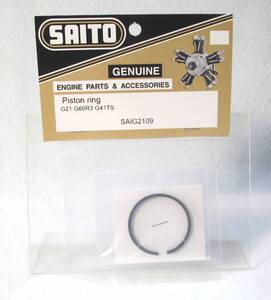 SAITO
GENUINE
ENGINE PARTS & ACCESSORIES
Piston ring
G21 G60R3 G41TS
SAIG2109